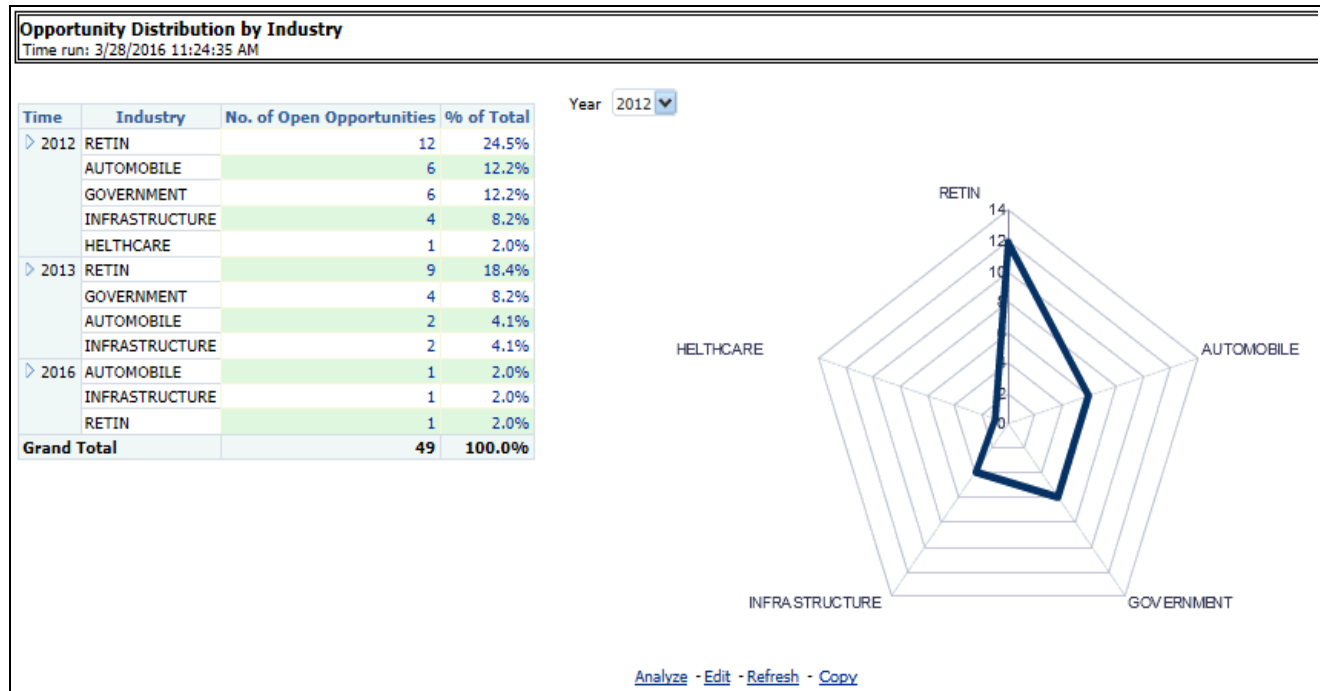 Opportunity Distribution by Industry
Time run: 3/28/2016 11:24:35 AM
Time Industry No. of Open Opportunities % of Total
2012 RETIN 12 24.5%
AUTOMOBILE 6 12.2%
GOVERNMENT 6 12.2%
INFRASTRUCTURE 4 8.2%
HELTHCARE 1 2.0%
2013 RETIN 9 18.4%
GOVERNMENT 4 8.2%
AUTOMOBILE 2 4.1%
INFRASTRUCTURE 2 4.1%
2016 AUTOMOBILE 1 2.0%
INFRASTRUCTURE 1 2.0%
RETIN 1 2.0%
Grand Total 49 100.0%
Year 2012
RETIN
14
12
10
8
6
4
2
0
HELTHCARE
AUTOMOBILE
INFRASTRUCTURE
GOVERNMENT
Analyze - Edit - Refresh - Copy